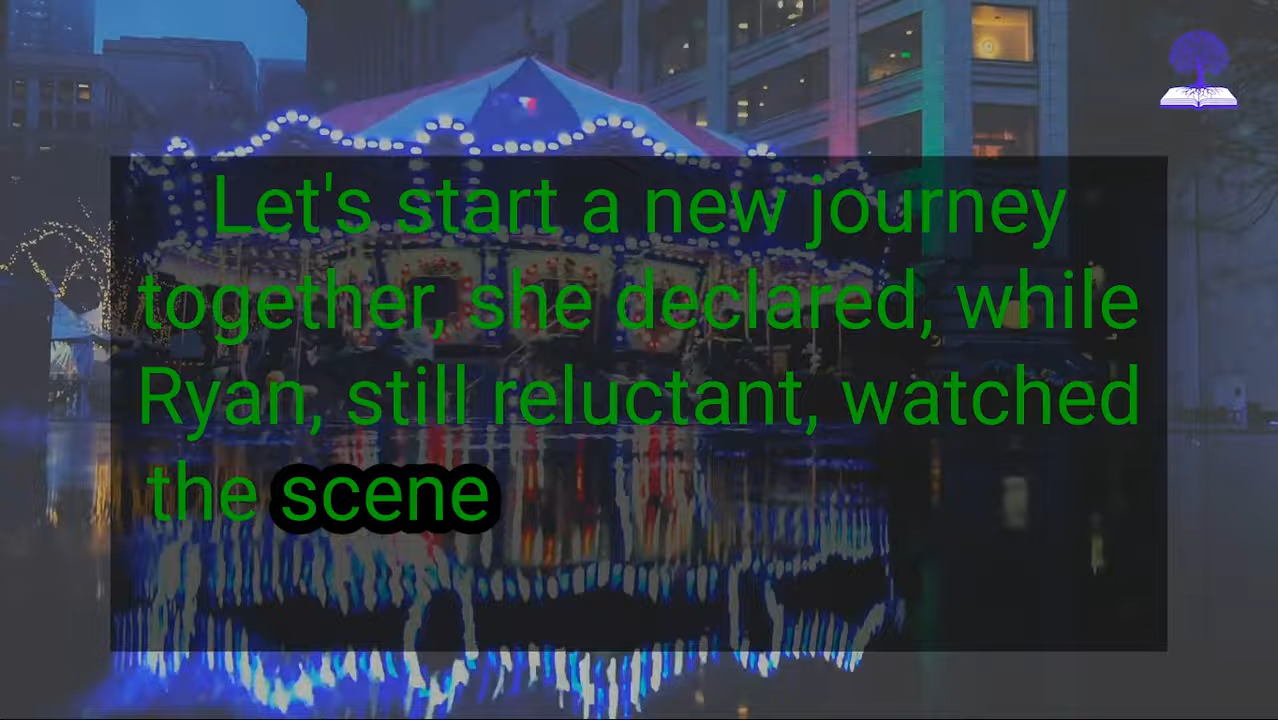 Let's start a new journey
together, she declared, while
Ryan, still reluctant, watched
the scene